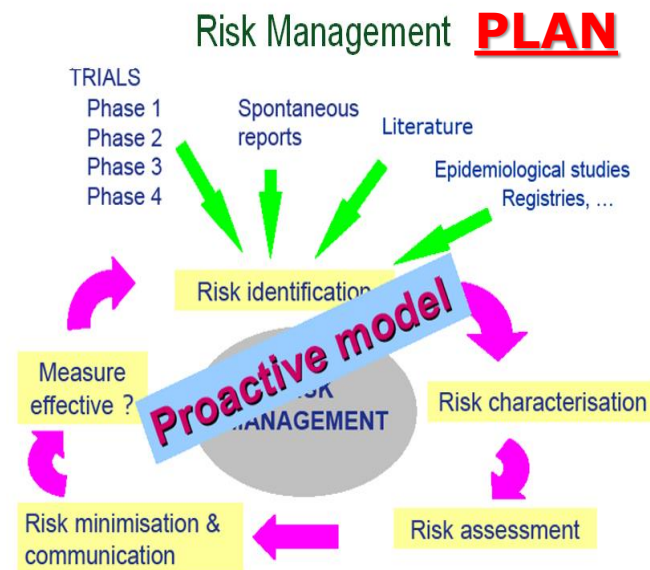 Risk Management PLAN
TRIALS
Phase 1
Phase 2
Phase 3
Phase 4
Spontaneous
reports
Literature
Epidemiological studies
Registries, ...
Risk identification
Proactive model
MANAGEMENT
Measure
effective ?
Risk characterisation
Risk minimisation &
communication
Risk assessment